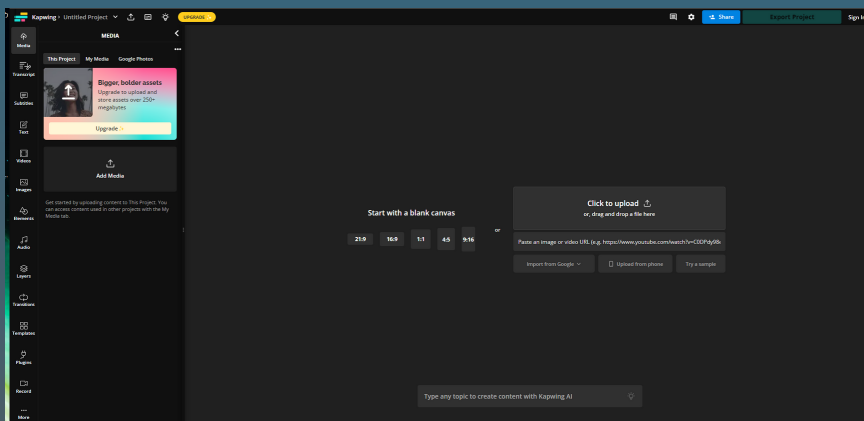 Kapwing › Untitled Project
UPGRADE
Share
Export Project
Sign in
Media
Transcript
Subtitles
Text
Videos
Images
Elements
Audio
Layers
Transitions
Templates
Plugins
Record
More
MEDIA
This Project
My Media
Google Photos
Bigger, bolder assets
Upgrade to upload and
store assets over 250+
megabytes
Upgrade
Add Media
Get started by uploading content to This Project. You
can access content used in other projects with the My
Media tab.
Start with a blank canvas
21:9
16:9
1:1
4:5
9:16
or
Click to upload
or, drag and drop a file here
Paste an image or video URL (e.g. https://www.youtube.com/watch?v=
Import from Google
Upload from phone
Try a sample
Type any topic to create content with Kapwing AI